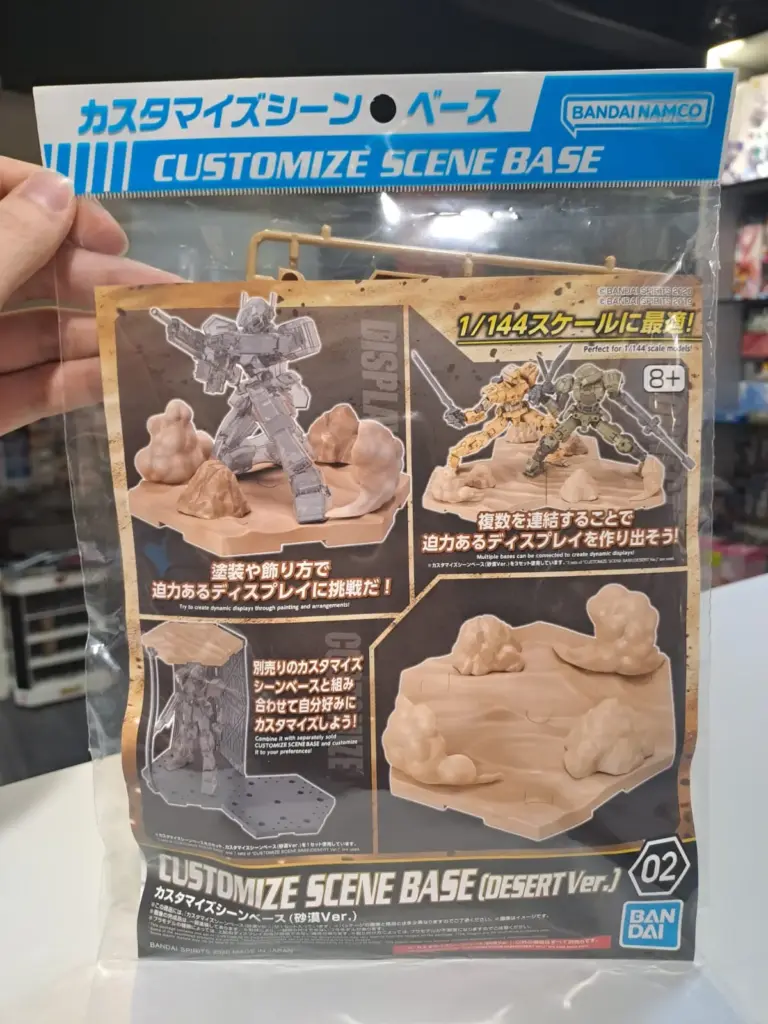 カスタマイズシーン ベース
BANDAI NAMCO
CUSTOMIZE SCENE BASE
©BANDAI SPIRITS 2020
©BANDAI SPIRITS 2019
1/144スケールに最適!
Perfect for 1/144 scale models!
8+
DISPLAY
塗装や飾り方で
迫力あるディスプレイに挑戦だ!
Try to create dynamic displays through painting and arrangements!
複数を連結することで
迫力あるディスプレイを作り出そう!
Multiple bases can be connected to create dynamic displays!
別売りのカスタマイズ
シーンベースと組み
合わせて自分好みに
カスタマイズしよう!
Combine it with separately sold
CUSTOMIZE SCENE BASE and customize
it to your preferences!
CUSTOMIZE SCENE BASE (DESERT Ver.)
カスタマイズシーンベース(砂漠Ver.)
02
BAN
DAI